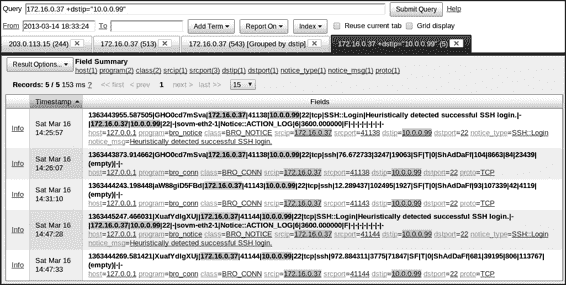 Query 172.16.0.37 +dstip="10.0.0.99" Submit Query Help
From 2013-03-14 18:33:24 To Add Term Report On Index Reuse current tab Grid display
203.0.113.15 (244) 172.16.0.37 (513) 172.16.0.37 (543) [Grouped by dstip] 172.16.0.37 +dstip="10.0.0.99" (5)
Result Options... Field Summary
host(1) program(2) class(2) srcip(1) srcport(3) dstip(1) dstport(1) notice_type(1) notice_msg(1) proto(1)
Records: 5 / 5 153 ms ? << first < prev 1 next > last >> 15
Timestamp Fields
Info Sat Mar 16 14:25:57 1363443955.587505|GHO0cd7mSva|172.16.0.37|41138|10.0.0.99|22|tcp|SSH::Login|Heuristically detected successful SSH login.|-
|172.16.0.37|10.0.0.99|22|-|sovm-eth2-1|Notice::ACTION_LOG|6|3600.000000|F|-|-|-|-|-|-|-
host=127.0.0.1 program=bro_notice class=BRO_NOTICE srcip=172.16.0.37 srcport=41138 dstip=10.0.0.99 dstport=22 notice_type=SSH::Login
notice_msg=Heuristically detected successful SSH login.
Info Sat Mar 16 14:26:07 1363443873.914662|GHO0cd7mSva|172.16.0.37|41138|10.0.0.99|22|tcp|ssh|76.672733|3247|19063|SF|T|0|ShAdDaFf|104|8663|84|23439|
(empty)|-|-
host=127.0.0.1 program=bro_conn class=BRO_CONN srcip=172.16.0.37 srcport=41138 dstip=10.0.0.99 dstport=22 proto=TCP
Info Sat Mar 16 14:31:10 1363444243.198448|aW88giD5FBd|172.16.0.37|41143|10.0.0.99|22|tcp|ssh|12.289437|102495|1927|SF|T|0|ShAdDaFf|93|107339|42|4119|
(empty)|-|-
host=127.0.0.1 program=bro_conn class=BRO_CONN srcip=172.16.0.37 srcport=41143 dstip=10.0.0.99 dstport=22 proto=TCP
Info Sat Mar 16 14:47:28 1363445247.466031|XuafYdIgXUj|172.16.0.37|41144|10.0.0.99|22|tcp|SSH::Login|Heuristically detected successful SSH login.|-
|172.16.0.37|10.0.0.99|22|-|sovm-eth2-1|Notice::ACTION_LOG|6|3600.000000|F|-|-|-|-|-|-|-
host=127.0.0.1 program=bro_notice class=BRO_NOTICE srcip=172.16.0.37 srcport=41144 dstip=10.0.0.99 dstport=22 notice_type=SSH::Login
notice_msg=Heuristically detected successful SSH login.
Info Sat Mar 16 14:47:33 1363444269.581421|XuafYdIgXUj|172.16.0.37|41144|10.0.0.99|22|tcp|ssh|972.884311|3775|71847|SF|T|0|ShAdDaFf|681|39195|806|113767|
(empty)|-|-
host=127.0.0.1 program=bro_conn class=BRO_CONN srcip=172.16.0.37 srcport=41144 dstip=10.0.0.99 dstport=22 proto=TCP